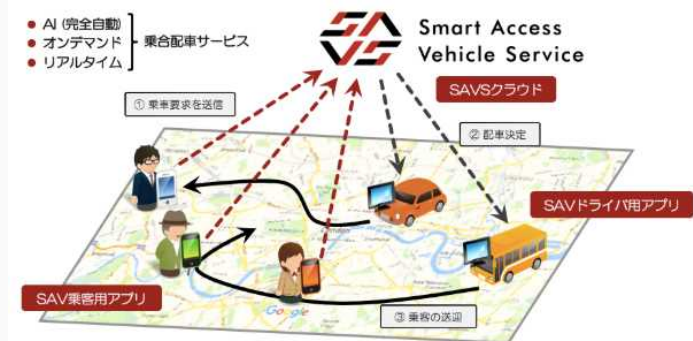 AI (完全自動)
オンデマンド
リアルタイム
乗合配車サービス
SAVS
Smart Access
Vehicle Service
SAVSクラウド
① 乗車要求を送信
② 配車決定
SAVドライバ用アプリ
SAV乗客用アプリ
Google
③ 乗客の送迎